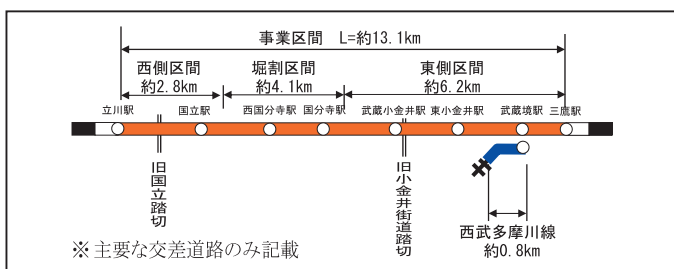 事業区間 L=約13.1km
西側区間 堀割区間 東側区間
約2.8km 約4.1km 約6.2km
立川駅 国立駅 西国分寺駅 国分寺駅 武蔵小金井駅 東小金井駅 武蔵境駅 三鷹駅
旧国立踏切
旧小金井街道踏切
西武多摩川線
約0.8km
※主要な交差道路のみ記載